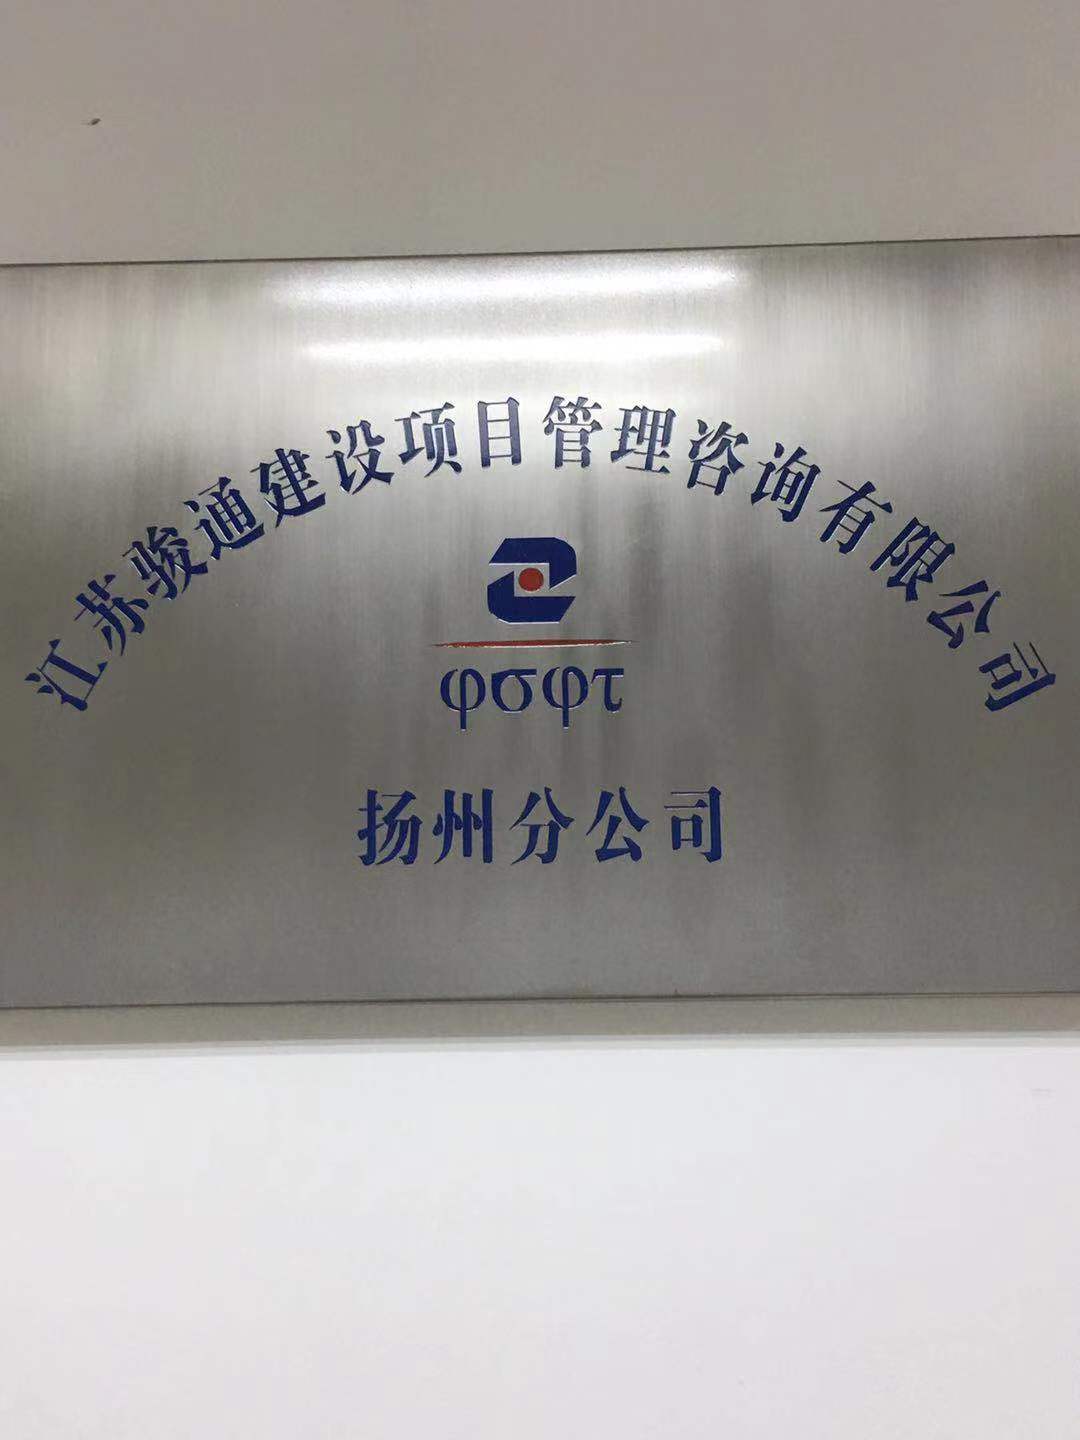 江苏骏通建设项目管理咨询有限公司
φσφτ
扬州分公司